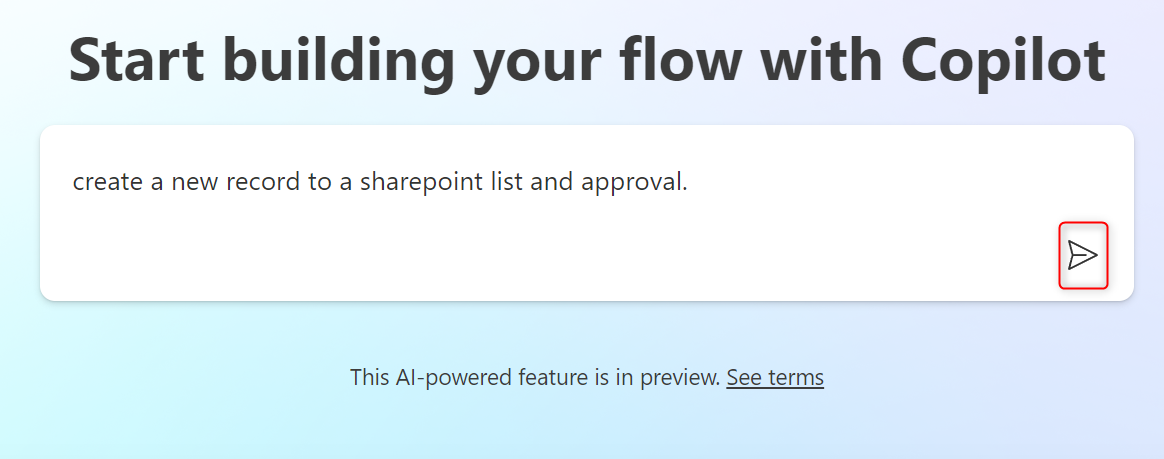 Start building your flow with Copilot
create a new record to a sharepoint list and approval.
This AI-powered feature is in preview. See terms